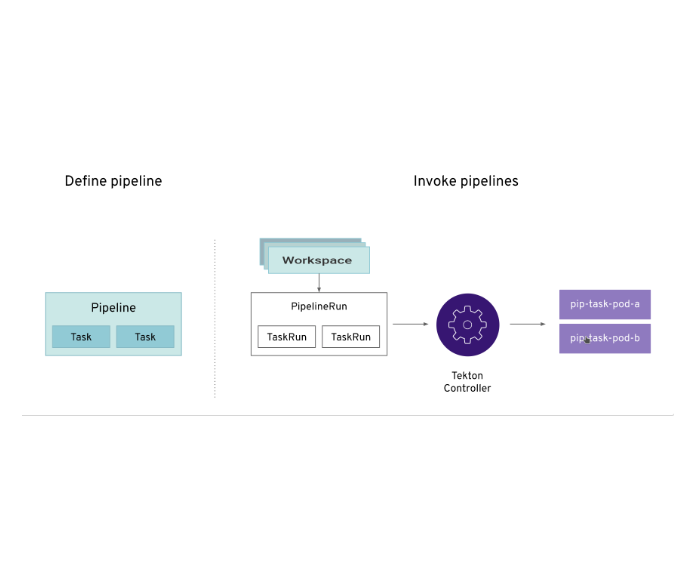 Define pipeline
Invoke pipelines
Workspace
Pipeline
Task
Task
PipelineRun
TaskRun
TaskRun
Tekton
Controller
pip-task-pod-a
pip-task-pod-b